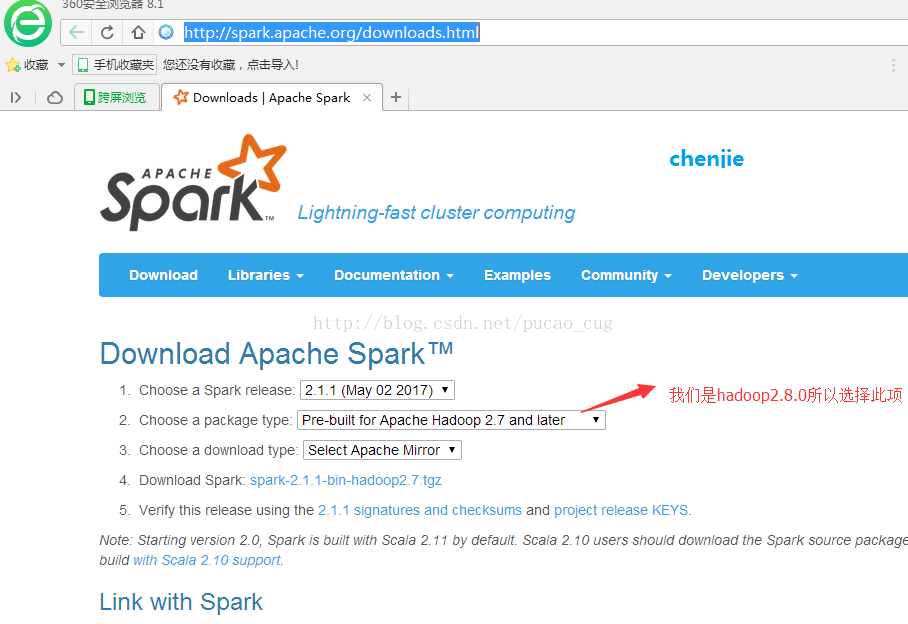 360安全浏览器 8.1
http://spark.apache.org/downloads.html
收藏 手机收藏夹 您还没有收藏，点击导入!
跨屏浏览 Downloads | Apache Spark
APACHE
Spark™
Lightning-fast cluster computing
chenjie
Download Libraries Documentation Examples Community Developers
http://blog.csdn.net/pucao_cug
Download Apache Spark™
1. Choose a Spark release: 2.1.1 (May 02 2017)
2. Choose a package type: Pre-built for Apache Hadoop 2.7 and later
我们是hadoop2.8.0所以选择此项
3. Choose a download type: Select Apache Mirror
4. Download Spark: spark-2.1.1-bin-hadoop2.7.tgz
5. Verify this release using the 2.1.1 signatures and checksums and project release KEYS.
Note: Starting version 2.0, Spark is built with Scala 2.11 by default. Scala 2.10 users should download the Spark source package
build with Scala 2.10 support.
Link with Spark